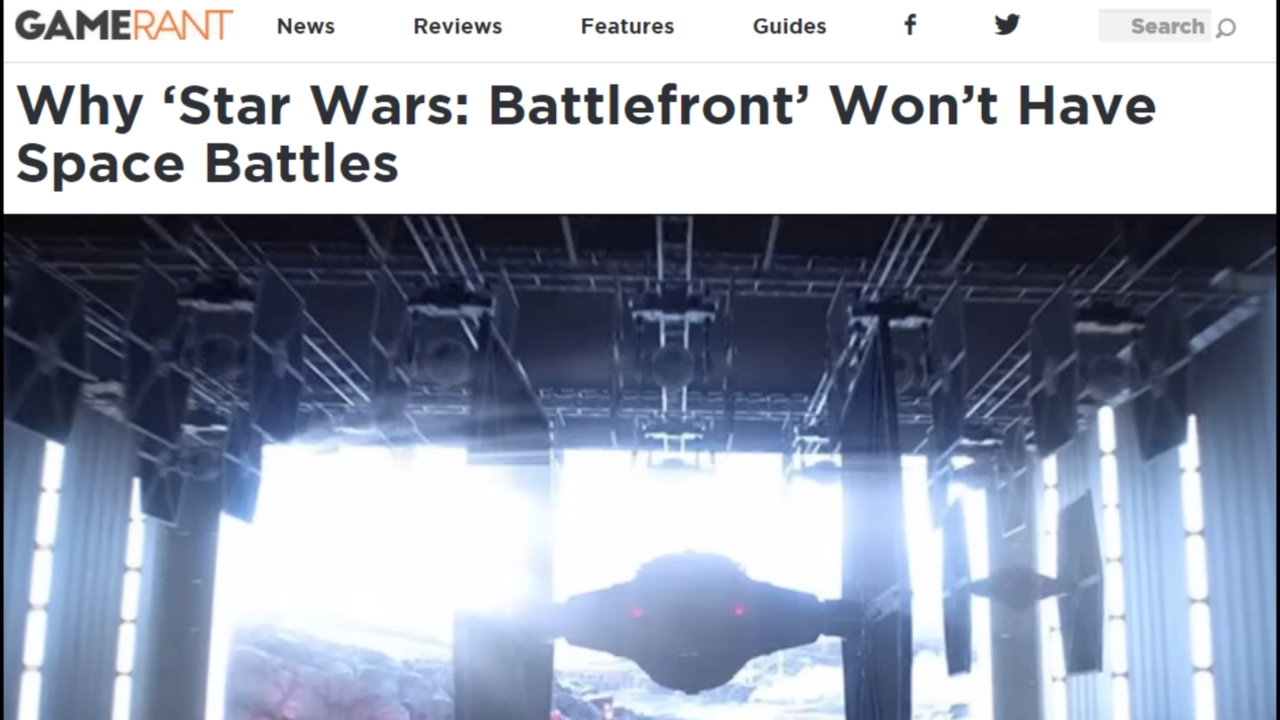 GAMERANT News Reviews Features Guides Search
Why ‘Star Wars: Battlefront’ Won’t Have
Space Battles